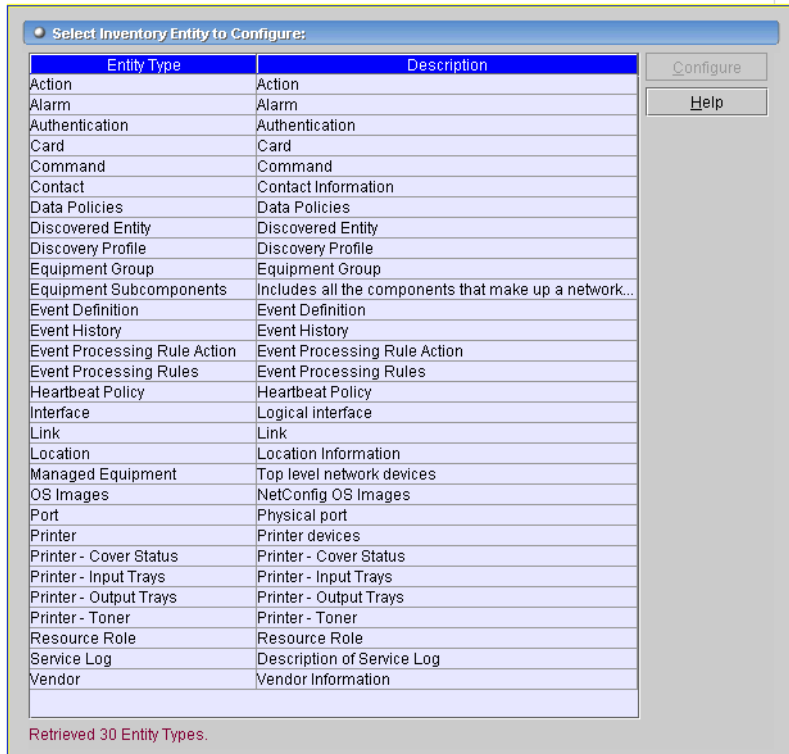 Select Inventory Entity to Configure:
Entity Type Description
Configure
Action Action
Help
Alarm Alarm
Authentication Authentication
Card Card
Command Command
Contact Contact Information
Data Policies Data Policies
Discovered Entity Discovered Entity
Discovery Profile Discovery Profile
Equipment Group Equipment Group
Equipment Subcomponents Includes all the components that make up a network...
Event Definition Event Definition
Event History Event History
Event Processing Rule Action Event Processing Rule Action
Event Processing Rules Event Processing Rules
Heartbeat Policy Heartbeat Policy
Interface Logical interface
Link Link
Location Location Information
Managed Equipment Top level network devices
OS Images NetConfig OS Images
Port Physical port
Printer Printer devices
Printer - Cover Status Printer - Cover Status
Printer - Input Trays Printer - Input Trays
Printer - Output Trays Printer - Output Trays
Printer - Toner Printer - Toner
Resource Role Resource Role
Service Log Description of Service Log
Vendor Vendor Information
Retrieved 30 Entity Types.